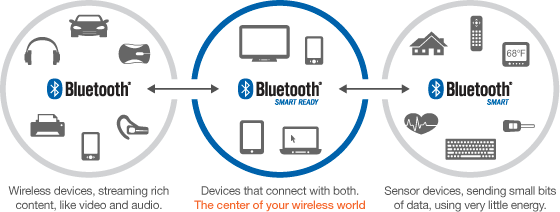 Bluetooth®
Bluetooth®
SMART READY
Bluetooth®
SMART
68°F
Wireless devices, streaming rich
content, like video and audio.
Devices that connect with both.
The center of your wireless world
Sensor devices, sending small bits
of data, using very little energy.